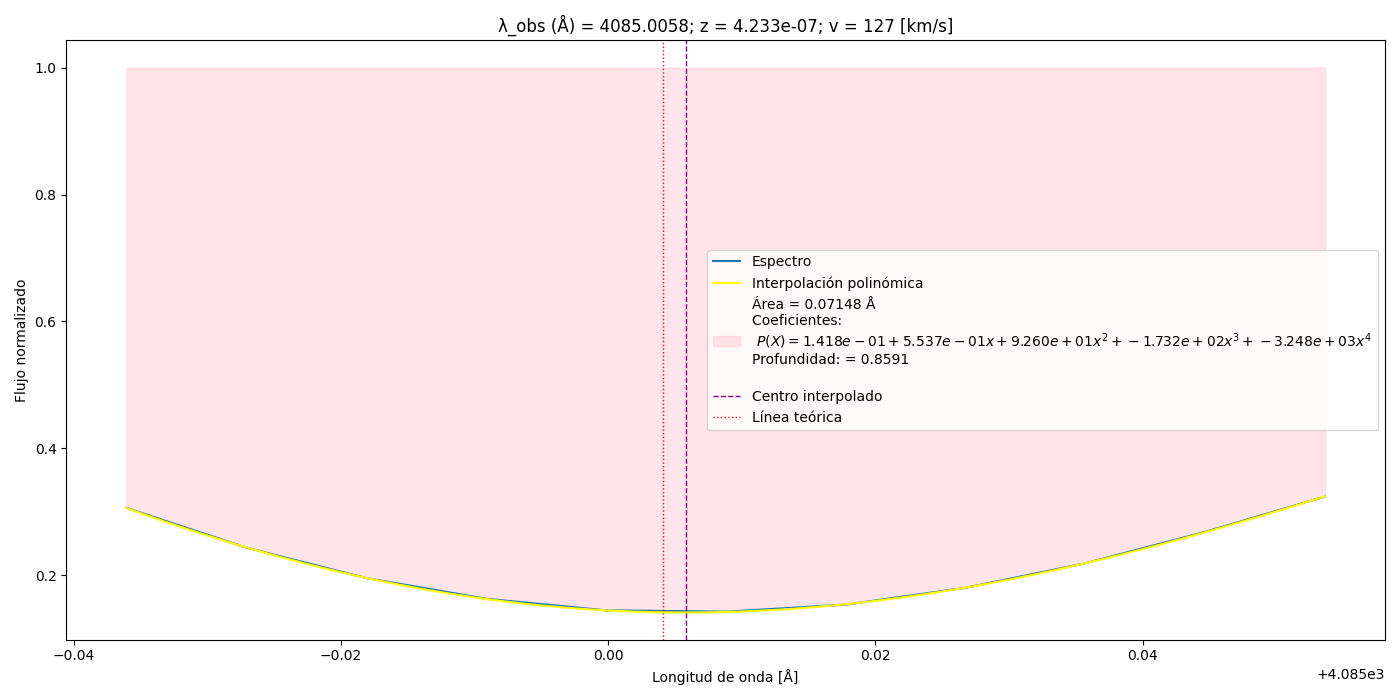 λ_obs (Å) = 4085.0058; z = 4.233e-07; v = 127 [km/s]
Flujo normalizado
1.0
0.8
0.6
0.4
0.2
Espectro
Interpolación polinómica
Área = 0.07148 Å
Coeficientes:
P(X) = 1.418e − 01 + 5.537e − 01x + 9.260e + 01x² + − 1.732e + 02x³ + − 3.248e + 03x⁴
Profundidad: = 0.8591
Centro interpolado
Línea teórica
−0.04
−0.02
0.00
0.02
0.04
+4.085e3
Longitud de onda [Å]